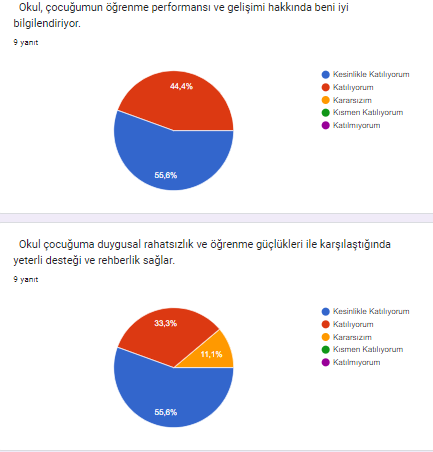 Okul, çocuğumun öğrenme performansı ve gelişimi hakkında beni iyi
bilgilendiriyor.
9 yanıt
44,4%
55,6%
Kesinlikle Katılıyorum
Katılıyorum
Kararsızım
Kısmen Katılıyorum
Katılmıyorum
Okul çocuğuma duygusal rahatsızlık ve öğrenme güçlükleri ile karşılaştığında
yeterli desteği ve rehberlik sağlar.
9 yanıt
33,3%
11,1%
55,6%
Kesinlikle Katılıyorum
Katılıyorum
Kararsızım
Kısmen Katılıyorum
Katılmıyorum